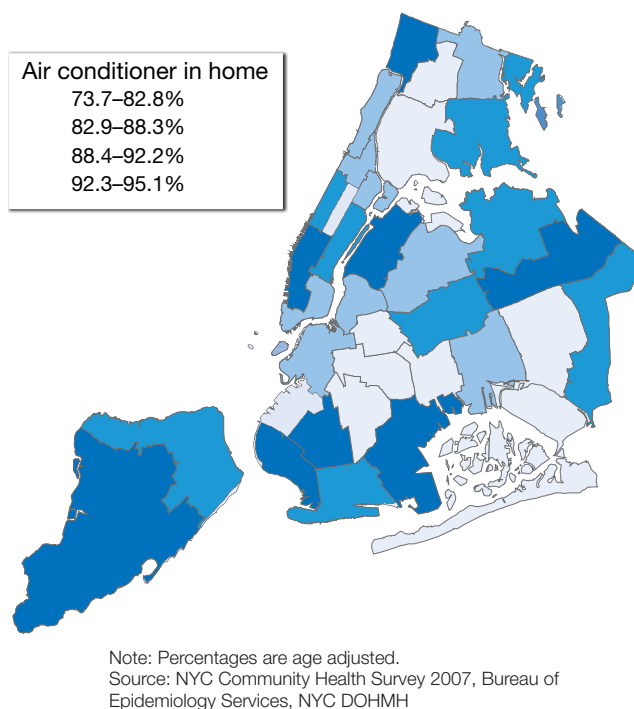 Air conditioner in home
73.7–82.8%
82.9–88.3%
88.4–92.2%
92.3–95.1%
Note: Percentages are age adjusted.
Source: NYC Community Health Survey 2007, Bureau of
Epidemiology Services, NYC DOHMH